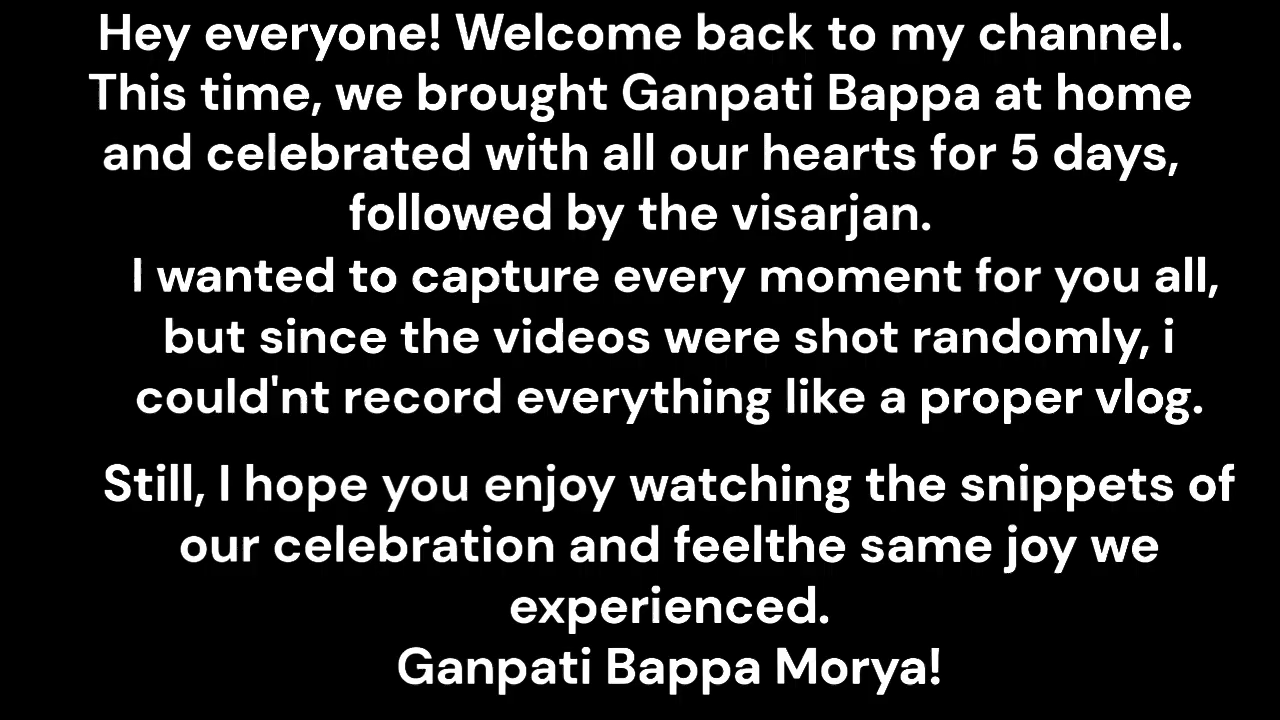 Hey everyone! Welcome back to my channel.
This time, we brought Ganpati Bappa at home
and celebrated with all our hearts for 5 days,
followed by the visarjan.
I wanted to capture every moment for you all,
but since the videos were shot randomly, i
could'nt record everything like a proper vlog.
Still, I hope you enjoy watching the snippets of
our celebration and feelthe same joy we
experienced.
Ganpati Bappa Morya!